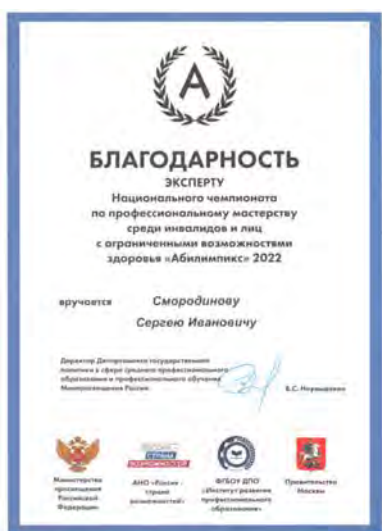 А
БЛАГОДАРНОСТЬ
ЭКСПЕРТУ
Национального чемпионата
по профессиональному мастерству
среди инвалидов и лиц
с ограниченными возможностями
здоровья «Абилимпикс» 2022
вручается Смородинову
Сергею Ивановичу
Директор Департамента государственной
политики в сфере среднего профессионального
образования и профессионального обучения
Минпросвещения России
В.С.
Министерство
просвещения
Российской
Федерации
СТРАНА
ВОЗМОЖНОСТЕЙ
АНО «Россия -
страна
возможностей»
ФГБОУ ДПО
«Институт развития
профессионального
образования»
Правительство
Москвы